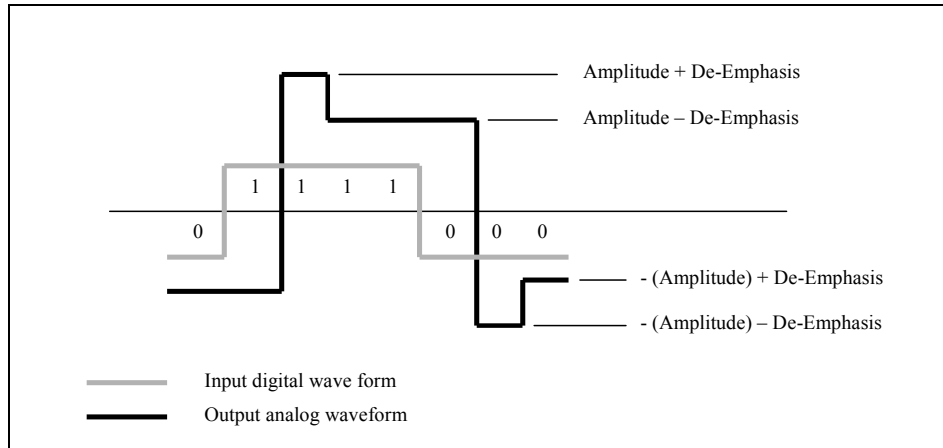 Amplitude + De-Emphasis
Amplitude – De-Emphasis
1 1 1 1
0 0 0 0
- (Amplitude) + De-Emphasis
- (Amplitude) – De-Emphasis
Input digital wave form
Output analog waveform